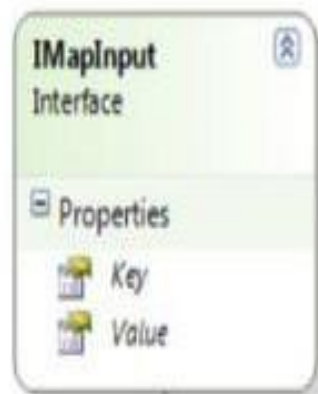 IMapInput
Interface
Properties
Key
Value